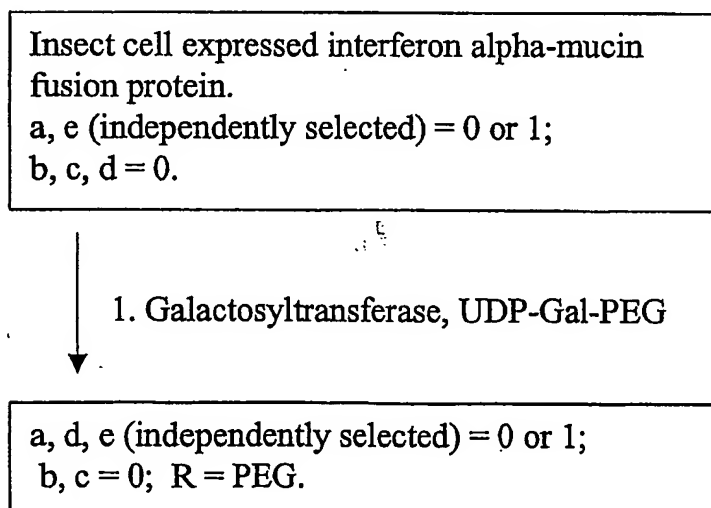 Insect cell expressed interferon alpha-mucin
fusion protein.
a, e (independently selected) = 0 or 1;
b, c, d = 0.
1. Galactosyltransferase, UDP-Gal-PEG
a, d, e (independently selected) = 0 or 1;
b, c = 0; R = PEG.